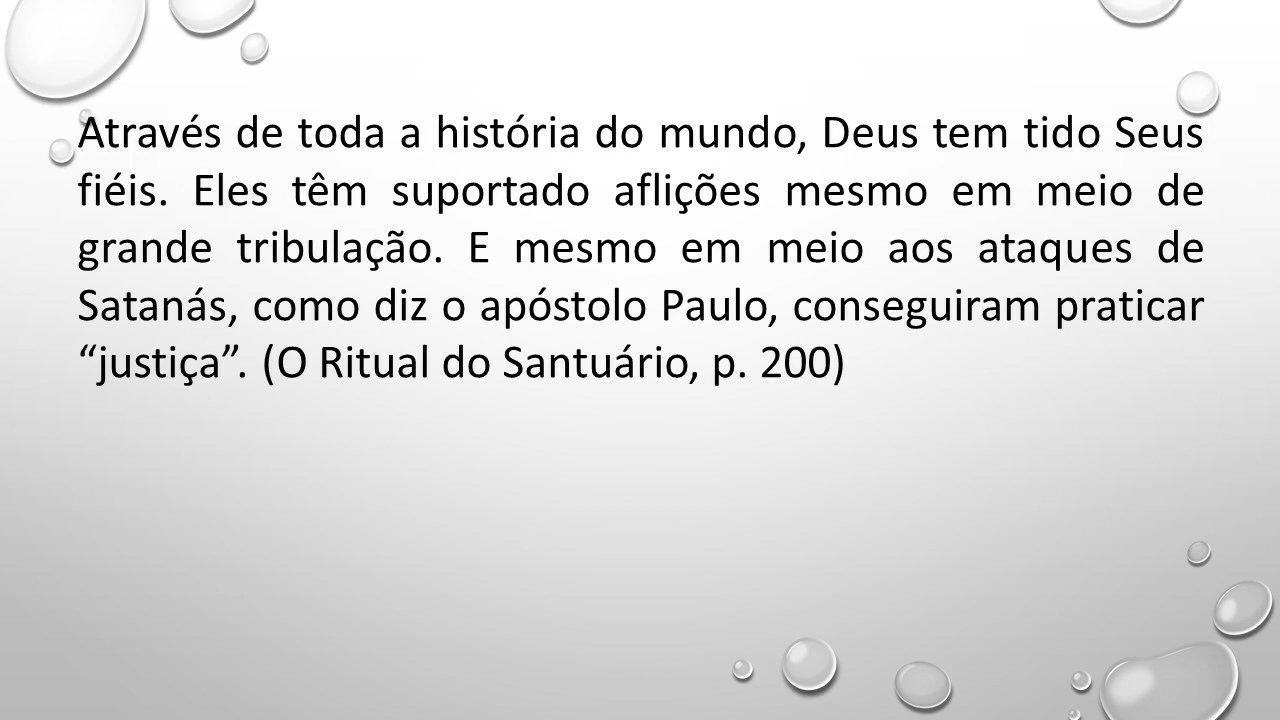 Através de toda a história do mundo, Deus tem tido Seus
fiéis. Eles têm suportado aflições mesmo em meio de
grande tribulação. E mesmo em meio aos ataques de
Satanás, como diz o apóstolo Paulo, conseguiram praticar
“justiça”. (O Ritual do Santuário, p. 200)